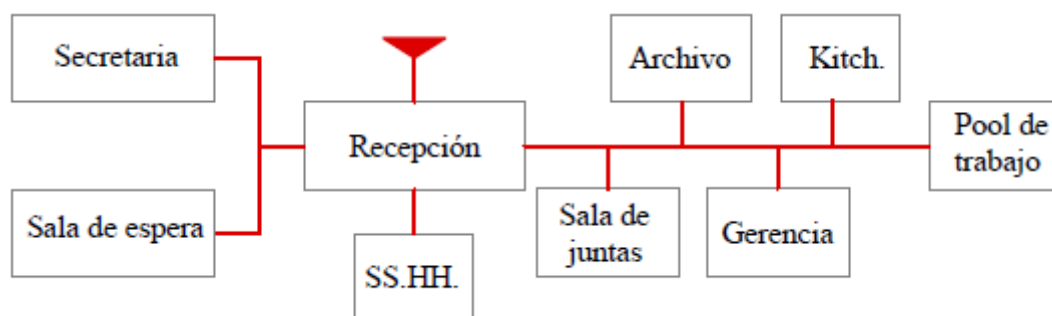 Secretaria
Archivo
Kitch.
Recepción
Pool de
trabajo
Sala de espera
Sala de
juntas
Gerencia
SS.HH.